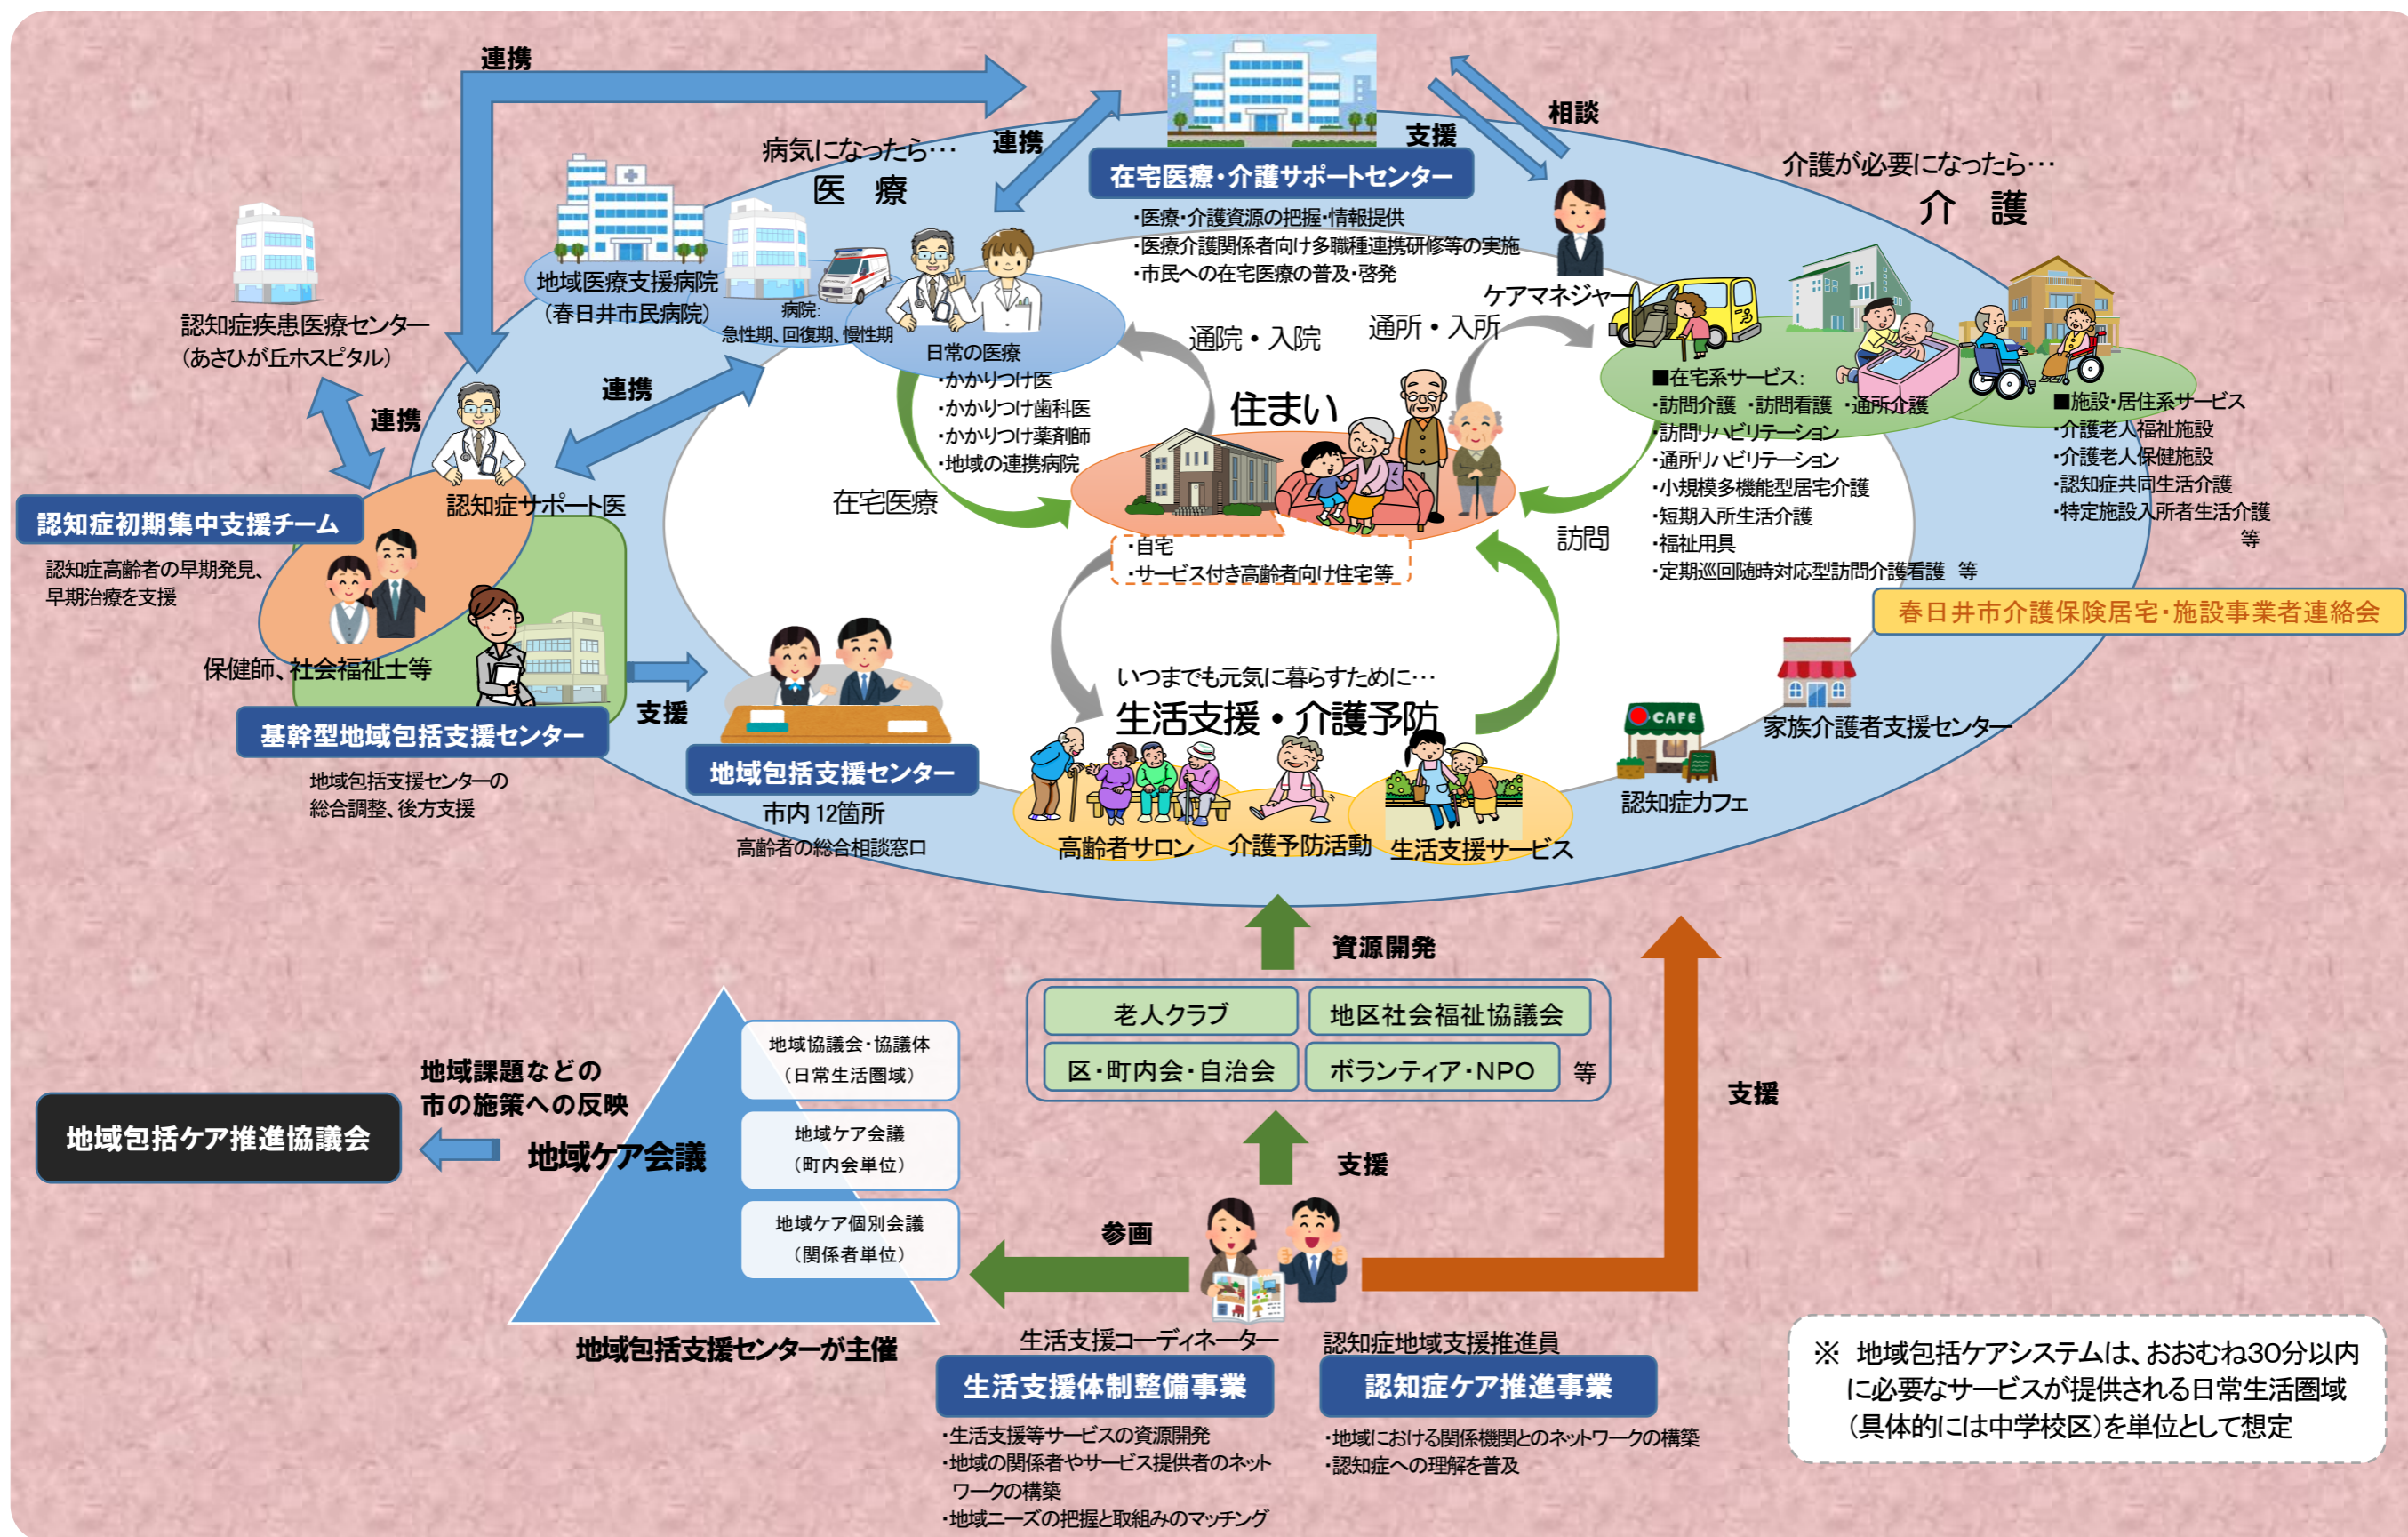 連携
連携
支援
相談
病気になったら…
医 療
介護が必要になったら…
介 護
在宅医療・介護サポートセンター
・医療・介護資源の把握・情報提供
・医療介護関係者向け多職種連携研修等の実施
・市民への在宅医療の普及・啓発
地域医療支援病院
（春日井市民病院）
病院：
急性期、回復期、慢性期
認知症疾患医療センター
（あさひが丘ホスピタル）
連携
連携
日常の医療
・かかりつけ医
・かかりつけ歯科医
・かかりつけ薬剤師
・地域の連携病院
通院・入院
通所・入所
ケアマネジャー
住まい
■在宅系サービス：
・訪問介護 ・訪問看護 ・通所介護
・訪問リハビリテーション
・通所リハビリテーション
・小規模多機能型居宅介護
・短期入所生活介護
・福祉用具
・定期巡回随時対応型訪問介護看護 等
■施設・居住系サービス
・介護老人福祉施設
・介護老人保健施設
・認知症共同生活介護
・特定施設入所者生活介護
等
在宅医療
訪問
・自宅
・サービス付き高齢者向け住宅等
認知症サポート医
認知症初期集中支援チーム
認知症高齢者の早期発見、
早期治療を支援
保健師、社会福祉士等
基幹型地域包括支援センター
地域包括支援センターの
総合調整、後方支援
支援
地域包括支援センター
市内 12箇所
高齢者の総合相談窓口
いつまでも元気に暮らすために…
生活支援・介護予防
高齢者サロン
介護予防活動
生活支援サービス
春日井市介護保険居宅・施設事業者連絡会
家族介護者支援センター
CAFE
認知症カフェ
資源開発
老人クラブ
地区社会福祉協議会
区・町内会・自治会
ボランティア・NPO
等
支援
支援
地域課題などの
市の施策への反映
地域包括ケア推進協議会
地域ケア会議
地域協議会・協議体
（日常生活圏域）
地域ケア会議
（町内会単位）
地域ケア個別会議
（関係者単位）
参画
地域包括支援センターが主催
生活支援コーディネーター
生活支援体制整備事業
・生活支援等サービスの資源開発
・地域の関係者やサービス提供者のネット
ワークの構築
・地域ニーズの把握と取組みのマッチング
認知症地域支援推進員
認知症ケア推進事業
・地域における関係機関とのネットワークの構築
・認知症への理解を普及
※ 地域包括ケアシステムは、おおむね30分以内
に必要なサービスが提供される日常生活圏域
（具体的には中学校区）を単位として想定